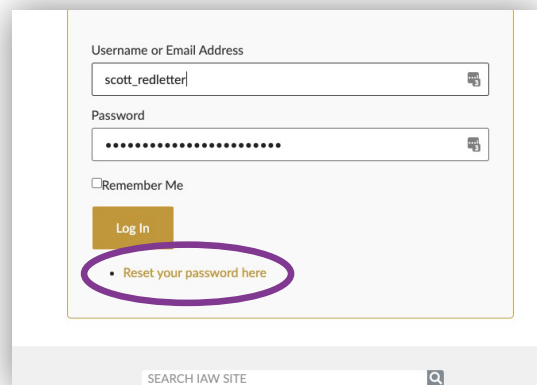 Username or Email Address
scott_redletter
Password
••••••••••••••••••••••••
Remember Me
Log In
• Reset your password here
SEARCH IAW SITE